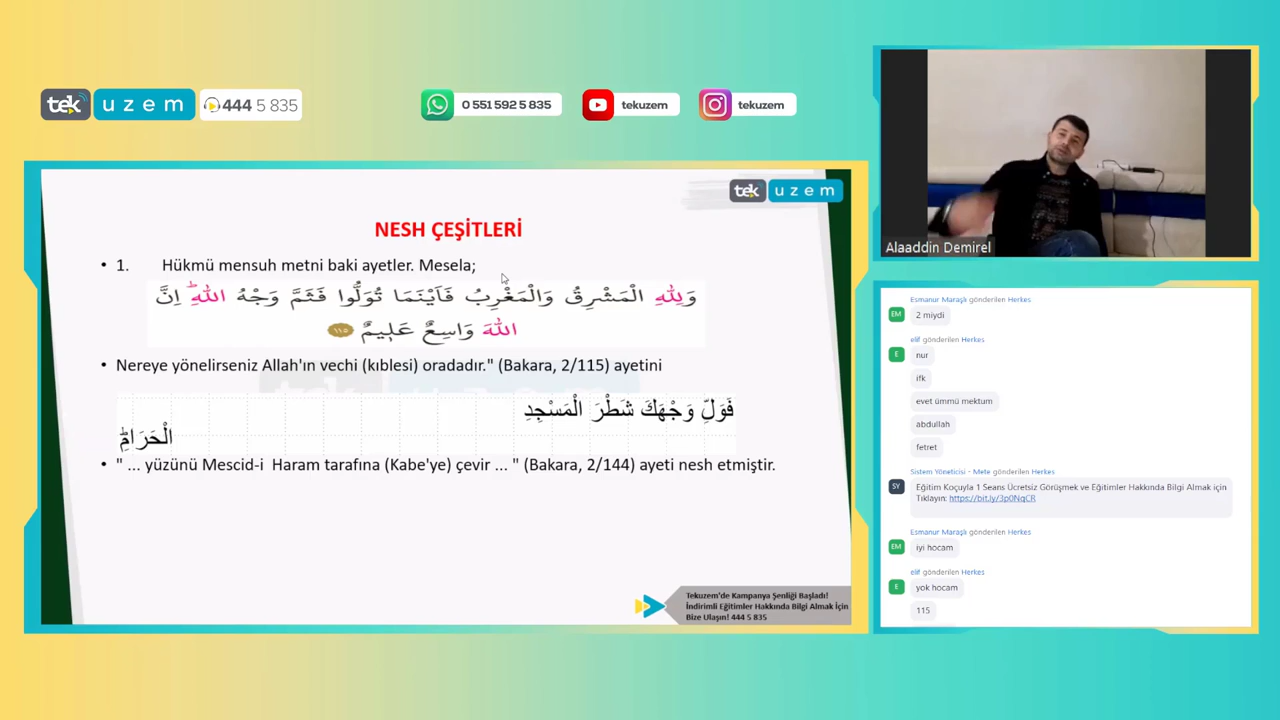 tek uzem 444 5 835
0 551 592 5 835
tekuzem
tekuzem
tek uzem
NESH ÇEŞİTLERİ
• 1. Hükmü mensuh metni baki ayetler. Mesela;
وَلِلّٰهِ الْمَشْرِقُ وَالْمَغْرِبُ فَاَيْنَمَا تُوَلُّوا فَثَمَّ وَجْهُ اللّٰهِۜ اِنَّ
اللّٰهَ وَاسِعٌ عَلٖيمٌ ﴿١١٥﴾
• Nereye yönelirseniz Allah'ın vechi (kıblesi) oradadır." (Bakara, 2/115) ayetini
فَوَلِّ وَجْهَكَ شَطْرَ الْمَسْجِدِ
الْحَرَامِۜ
• " ... yüzünü Mescid-i Haram tarafına (Kabe'ye) çevir ... " (Bakara, 2/144) ayeti nesh etmiştir.
Tekuzem'de Kampanya Şenliği Başladı!
İndirimli Eğitimler Hakkında Bilgi Almak İçin
Bize Ulaşın! 444 5 835
Alaaddin Demirel
Esmanur Maraşlı gönderilen Herkes
EM 2 miydi
elif gönderilen Herkes
E nur
ifk
evet ümmü mektum
abdullah
fetret
Sistem Yöneticisi - Mete gönderilen Herkes
SY Eğitim Koçuyla 1 Seans Ücretsiz Görüşmek ve Eğitimler Hakkında Bilgi Almak için
Tıklayın: https://bit.ly/3p0NqCR
Esmanur Maraşlı gönderilen Herkes
EM iyi hocam
elif gönderilen Herkes
E yok hocam
115